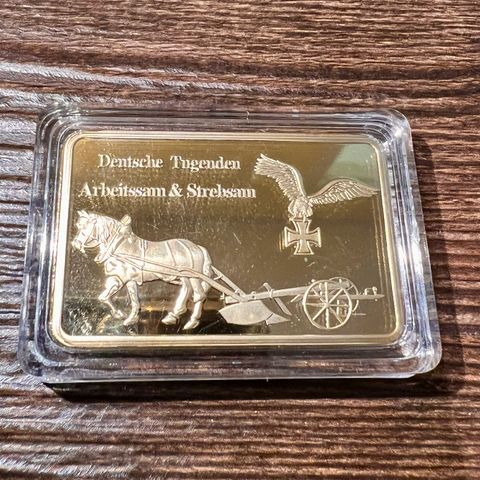 Deutsche Tugenden
Arbeitssam & Strebsam